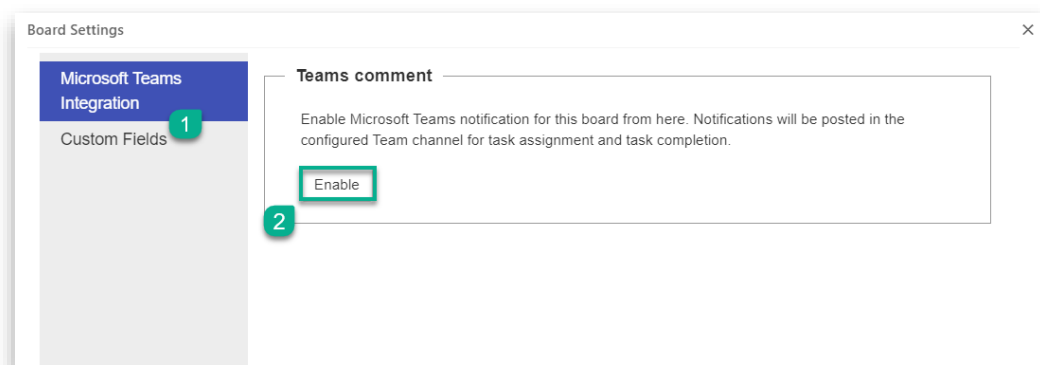 Board Settings
Microsoft Teams
Integration
1
Custom Fields
Teams comment
Enable Microsoft Teams notification for this board from here. Notifications will be posted in the
configured Team channel for task assignment and task completion.
Enable
2